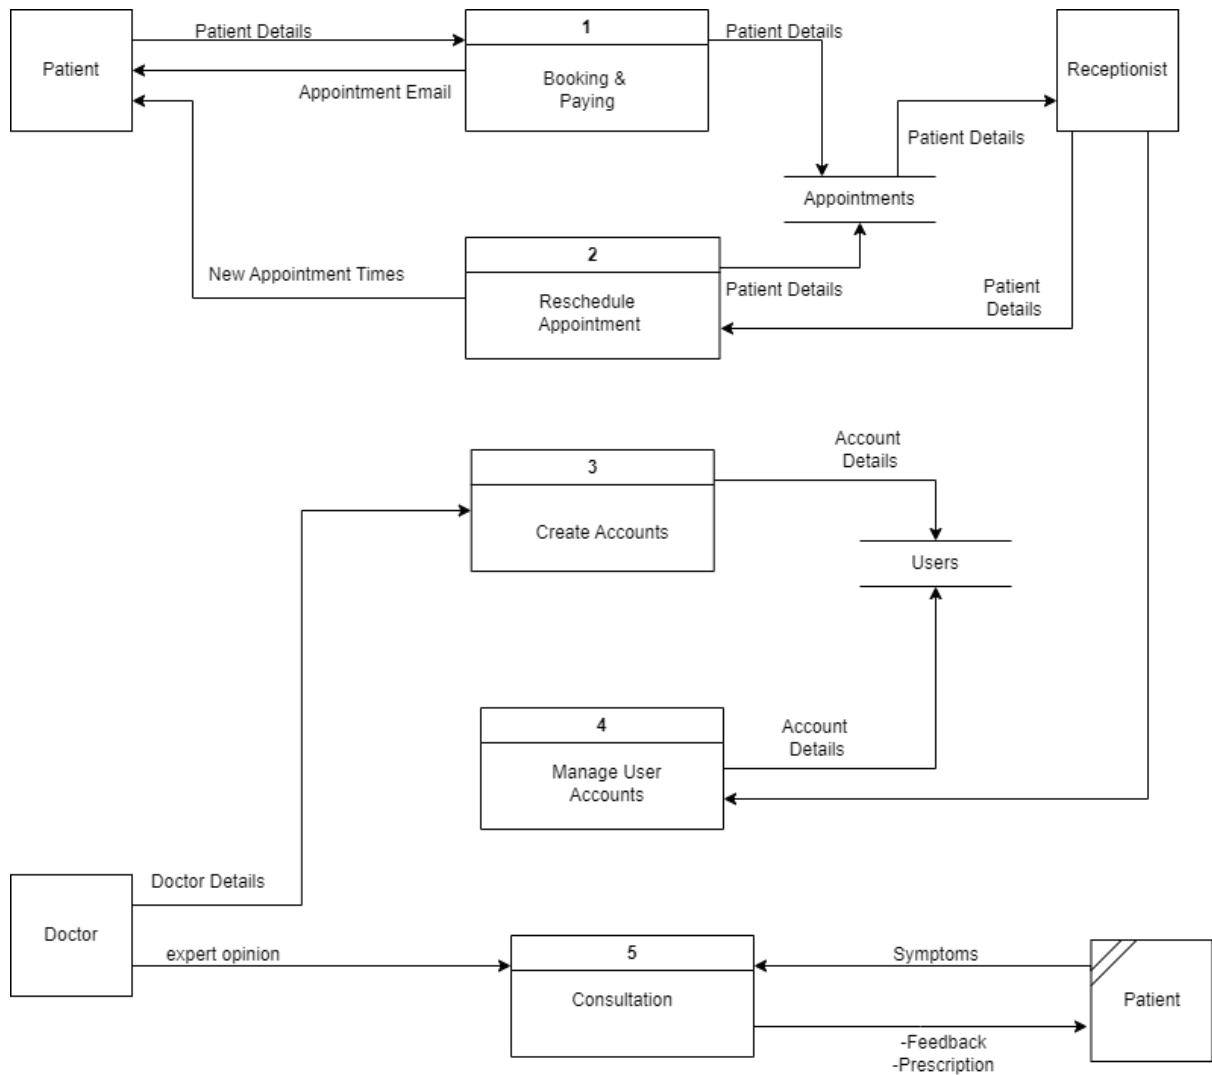 Patient
Patient Details
Appointment Email
1
Booking &
Paying
Patient Details
Receptionist
Patient Details
Appointments
New Appointment Times
2
Reschedule
Appointment
Patient Details
Patient
Details
3
Create Accounts
Account
Details
Users
4
Manage User
Accounts
Account
Details
Doctor
Doctor Details
expert opinion
5
Consultation
Symptoms
Patient
-Feedback
-Prescription